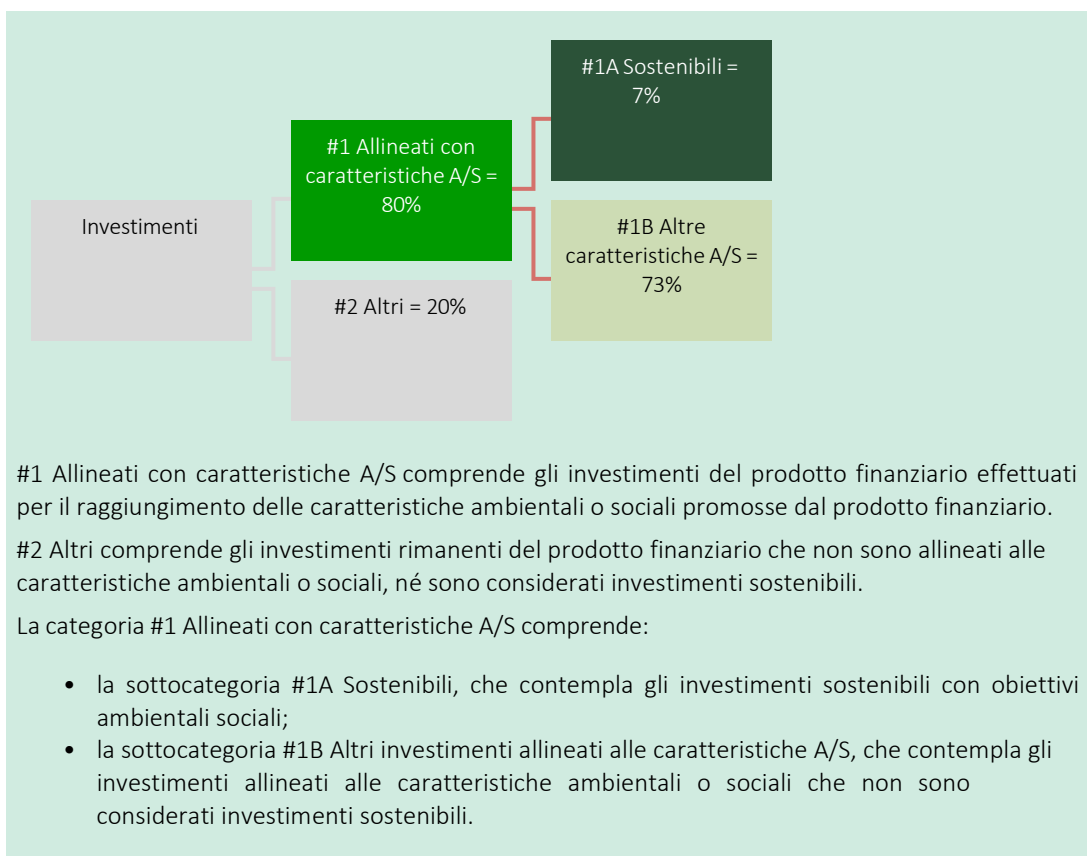 #1A Sostenibili =
7%
#1 Allineati con
caratteristiche A/S =
80%
Investimenti
#1B Altre
caratteristiche A/S =
73%
#2 Altri = 20%
#1 Allineati con caratteristiche A/S comprende gli investimenti del prodotto finanziario effettuati
per il raggiungimento delle caratteristiche ambientali o sociali promosse dal prodotto finanziario.
#2 Altri comprende gli investimenti rimanenti del prodotto finanziario che non sono allineati alle
caratteristiche ambientali o sociali, né sono considerati investimenti sostenibili.
La categoria #1 Allineati con caratteristiche A/S comprende:
• la sottocategoria #1A Sostenibili, che contempla gli investimenti sostenibili con obiettivi
ambientali sociali;
• la sottocategoria #1B Altri investimenti allineati alle caratteristiche A/S, che contempla gli
investimenti allineati alle caratteristiche ambientali o sociali che non sono
considerati investimenti sostenibili.